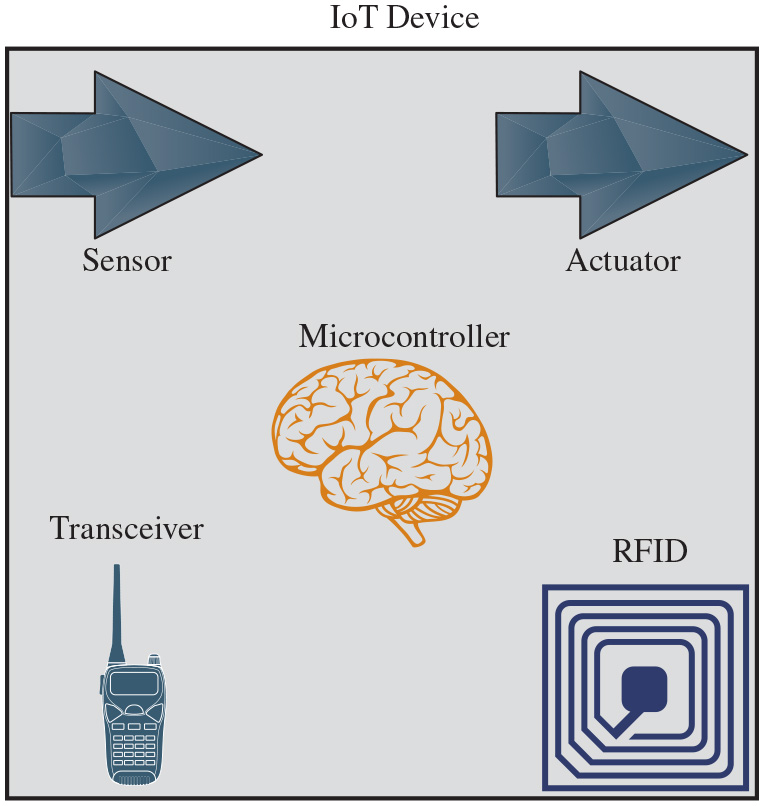 IoT Device
Sensor
Actuator
Microcontroller
Transceiver
RFID